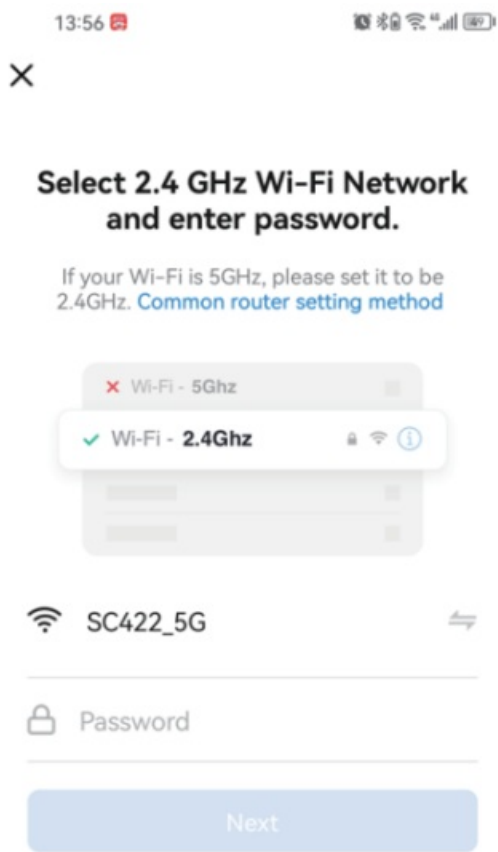 13:56
Select 2.4 GHz Wi-Fi Network
and enter password.
If your Wi-Fi is 5GHz, please set it to be
2.4GHz. Common router setting method
Wi-Fi - 5Ghz
Wi-Fi - 2.4Ghz
SC422_5G
Password
Next